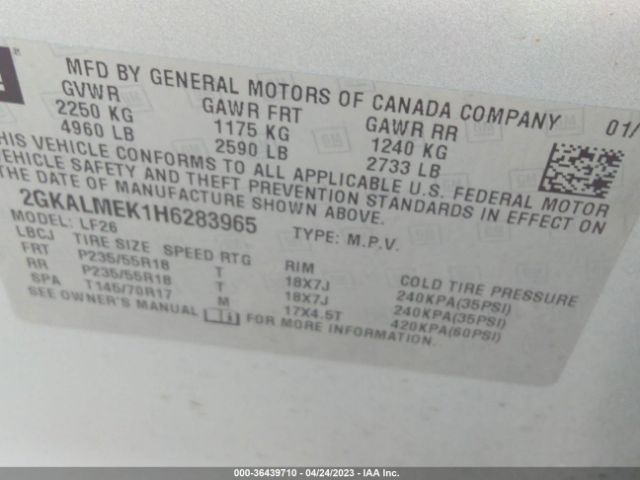 MFD BY GENERAL MOTORS OF CANADA COMPANY 01/
GVWR GAWR FRT GAWR RR
2250 KG 1175 KG 1240 KG
4960 LB 2590 LB 2733 LB
THIS VEHICLE CONFORMS TO ALL APPLICABLE U.S. FEDERAL MOTOR
VEHICLE SAFETY AND THEFT PREVENTION STANDARDS IN EFFECT ON
THE DATE OF MANUFACTURE SHOWN ABOVE.
2GKALMEK1H6283965 TYPE: M.P.V.
MODEL: LF26
LBCJ TIRE SIZE SPEED RTG RIM COLD TIRE PRESSURE
FRT P235/55R18 T 18X7J 240KPA(35PSI)
RR P235/55R18 T 18X7J 240KPA(35PSI)
SPA T145/70R17 M 17X4.5T 420KPA(60PSI)
SEE OWNER'S MANUAL FOR MORE INFORMATION.
000-36439710 - 04/24/2023 - IAA Inc.